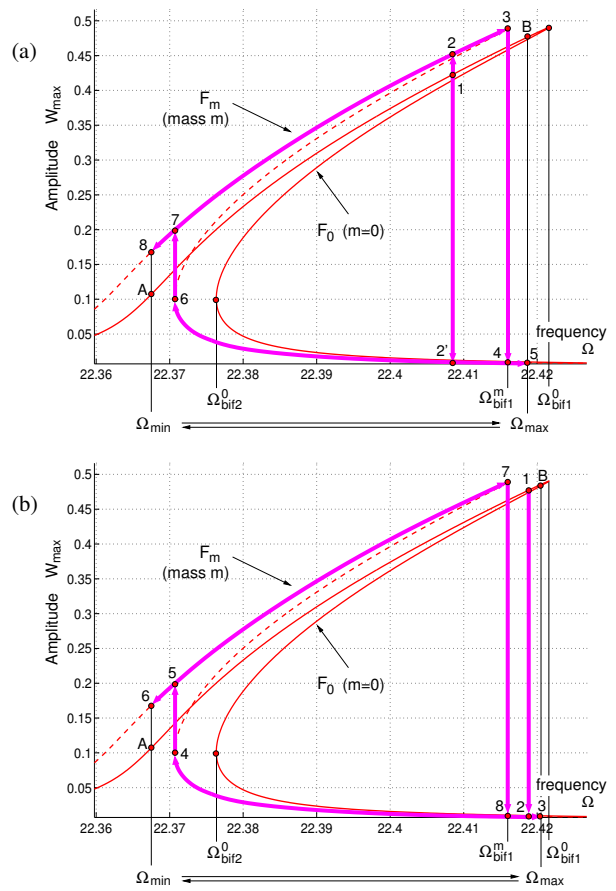 (a)
Amplitude W_max
0.5
0.45
0.4
0.35
0.3
0.25
0.2
0.15
0.1
0.05
3
B
2
1
F_m
(mass m)
7
8
F_0 (m=0)
A
6
frequency
Ω
2'
4
5
22.36
22.37
22.38
22.39
22.4
22.41
22.42
Ω^0_bif2
Ω^m_bif1
Ω^0_bif1
Ω_min
Ω_max
(b)
Amplitude W_max
0.5
0.45
0.4
0.35
0.3
0.25
0.2
0.15
0.1
0.05
7
1
B
F_m
(mass m)
5
6
F_0 (m=0)
A
4
frequency
Ω
8
2
3
22.36
22.37
22.38
22.39
22.4
22.41
22.42
Ω^0_bif2
Ω^m_bif1
Ω^0_bif1
Ω_min
Ω_max